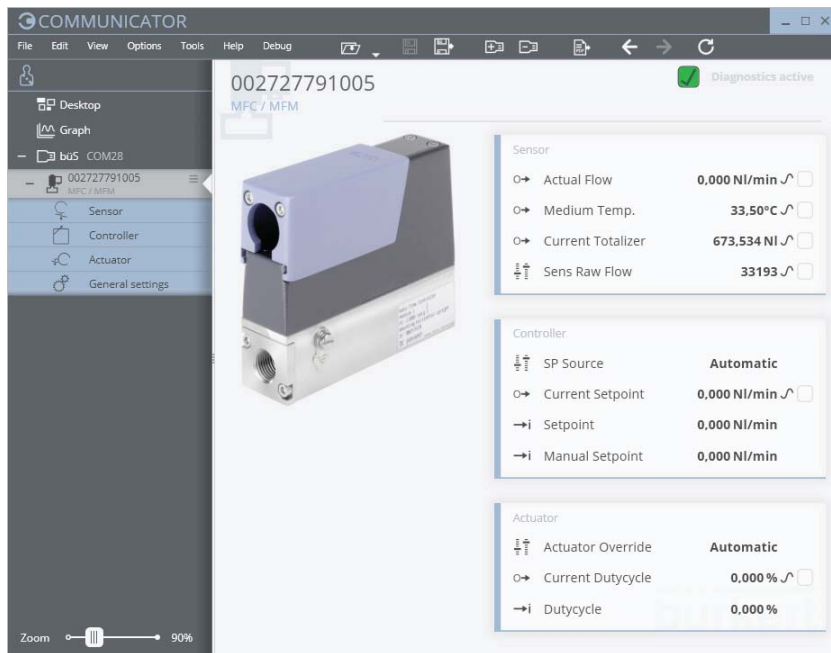 COMMUNICATOR
File Edit View Options Tools Help Debug
002727791005
MFC / MFM
Diagnostics active
Desktop
Graph
büS COM28
002727791005
MFC / MFM
Sensor
Controller
Actuator
General settings
Zoom 90%
Sensor
Actual Flow 0,000 Nl/min
Medium Temp. 33,50°C
Current Totalizer 673,534 Nl
Sens Raw Flow 33193
Controller
SP Source Automatic
Current Setpoint 0,000 Nl/min
Setpoint 0,000 Nl/min
Manual Setpoint 0,000 Nl/min
Actuator
Actuator Override Automatic
Current Dutycycle 0,000 %
Dutycycle 0,000 %
bürkert